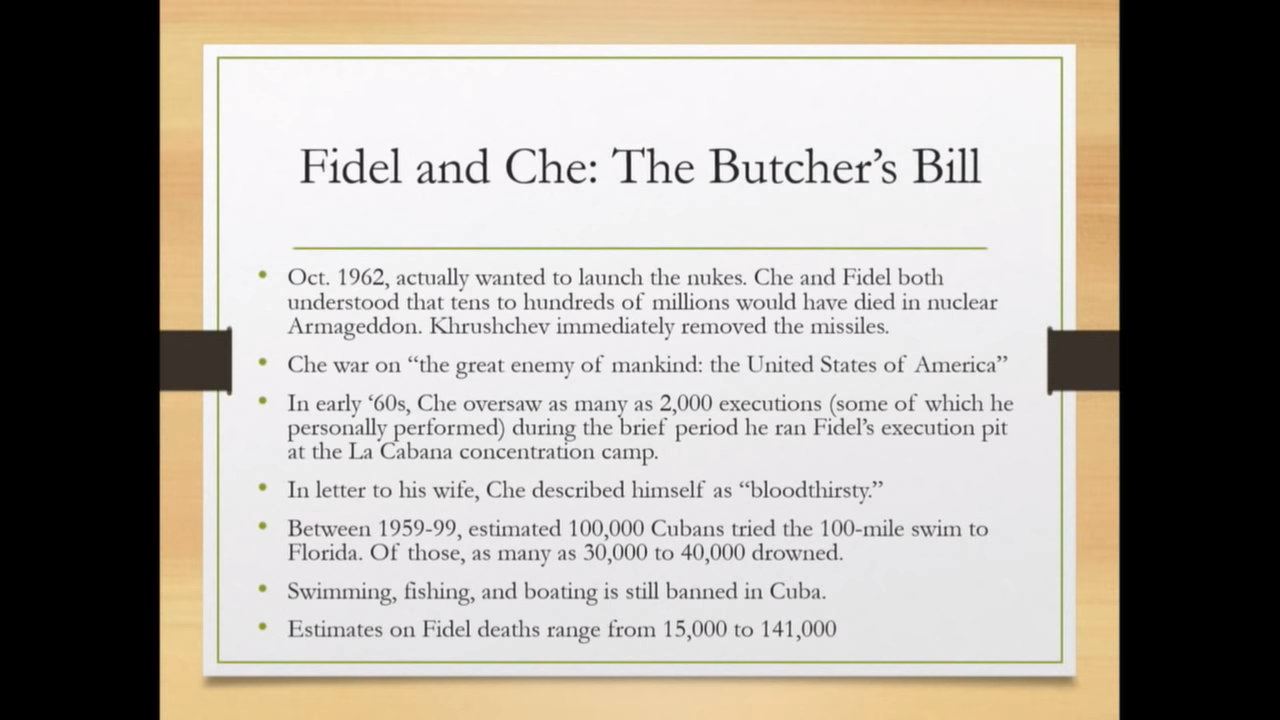 Fidel and Che: The Butcher’s Bill
• Oct. 1962, actually wanted to launch the nukes. Che and Fidel both
understood that tens to hundreds of millions would have died in nuclear
Armageddon. Khrushchev immediately removed the missiles.
• Che war on “the great enemy of mankind: the United States of America”
• In early ‘60s, Che oversaw as many as 2,000 executions (some of which he
personally performed) during the brief period he ran Fidel’s execution pit
at the La Cabana concentration camp.
• In letter to his wife, Che described himself as “bloodthirsty.”
• Between 1959-99, estimated 100,000 Cubans tried the 100-mile swim to
Florida. Of those, as many as 30,000 to 40,000 drowned.
• Swimming, fishing, and boating is still banned in Cuba.
• Estimates on Fidel deaths range from 15,000 to 141,000